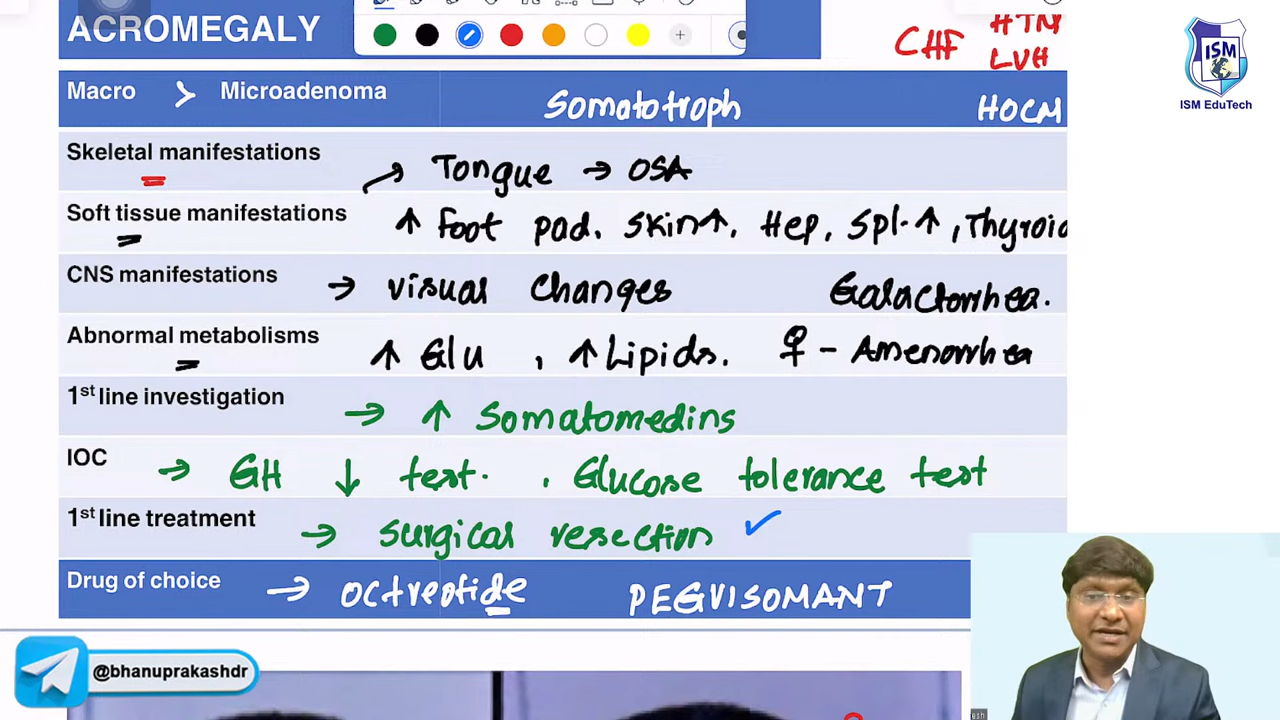 ACROMEGALY
CHF HTN
LVH
ISM
ISM EduTech
Macro > Microadenoma Somatotroph HOCM
Skeletal manifestations → Tongue → OSA
Soft tissue manifestations ↑ Foot pad, Skin↑, Hep, Spl.↑, Thyroid
CNS manifestations → visual changes Galactorrhea.
Abnormal metabolisms ↑ Glu, ↑ Lipids. ♀ - Amenorrhea
1st line investigation → ↑ Somatomedins
IOC → GH ↓ test. , Glucose tolerance test
1st line treatment → Surgical resection ✓
Drug of choice → octreotide PEGVISOMANT
@bhanuprakashdr